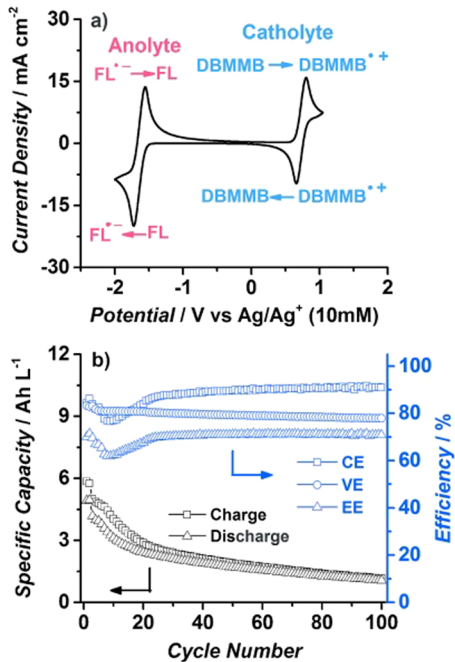 a)
Anolyte
Catholyte
FL•− → FL
DBMMB → DBMMB•+
DBMMB ← DBMMB•+
FL•− ← FL
Current Density / mA cm-2
30
15
0
-15
-30
-2 -1 0 1 2
Potential / V vs Ag/Ag+ (10mM)
b)
Specific Capacity / Ah L-1
12
9
6
3
0
100
80
60
40
20
0
Efficiency / %
CE
VE
EE
Charge
Discharge
0 20 40 60 80 100
Cycle Number